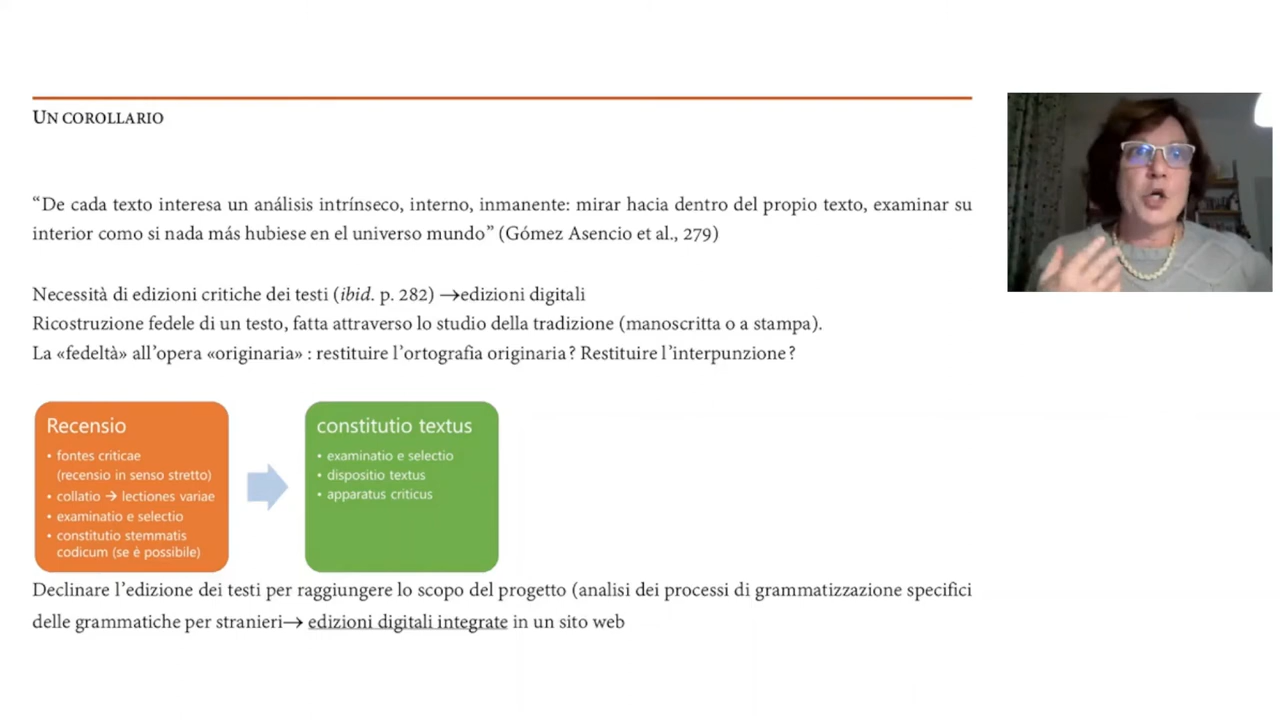 UN COROLLARIO
“De cada texto interesa un análisis intrínseco, interno, inmanente: mirar hacia dentro del propio texto, examinar su
interior como si nada más hubiese en el universo mundo” (Gómez Asencio et al., 279)
Necessità di edizioni critiche dei testi (ibid. p. 282) →edizioni digitali
Ricostruzione fedele di un testo, fatta attraverso lo studio della tradizione (manoscritta o a stampa).
La «fedeltà» all’opera «originaria» : restituire l’ortografia originaria? Restituire l’interpunzione?
Recensio
• fontes criticae
(recensio in senso stretto)
• collatio → lectiones variae
• examinatio e selectio
• constitutio stemmatis
codicum (se è possibile)
constitutio textus
• examinatio e selectio
• dispositio textus
• apparatus criticus
Declinare l’edizione dei testi per raggiungere lo scopo del progetto (analisi dei processi di grammatizzazione specifici
delle grammatiche per stranieri→ edizioni digitali integrate in un sito web